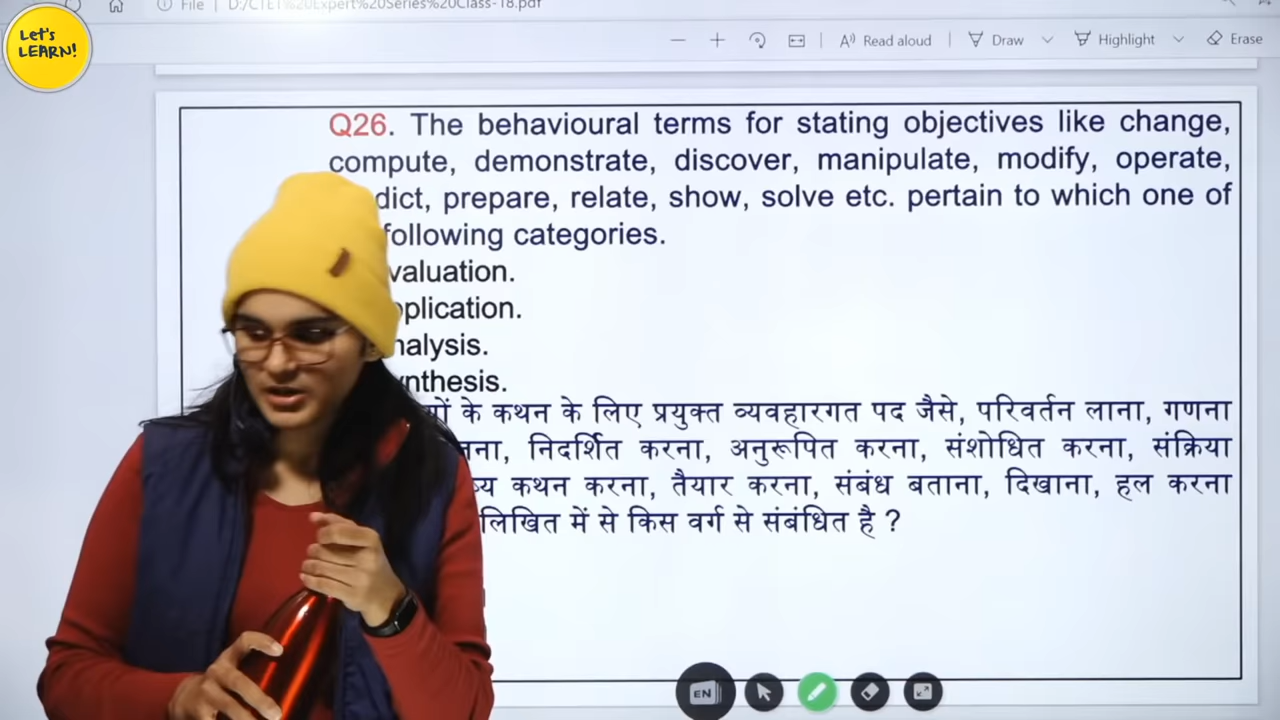 Let's
LEARN!
File | D:/CTET%20Expert%20Series%20Class-18.pdf
Read aloud
Draw
Highlight
Erase
Q26. The behavioural terms for stating objectives like change,
compute, demonstrate, discover, manipulate, modify, operate,
dict, prepare, relate, show, solve etc. pertain to which one of
following categories.
valuation.
plication.
nalysis.
nthesis.
यों के कथन के लिए प्रयुक्त व्यवहारगत पद जैसे, परिवर्तन लाना, गणना
निदर्शित करना, अनुरूपित करना, संशोधित करना, संक्रिया
कथन करना, तैयार करना, संबंध बताना, दिखाना, हल करना
लिखित में से किस वर्ग से संबंधित है ?
EN